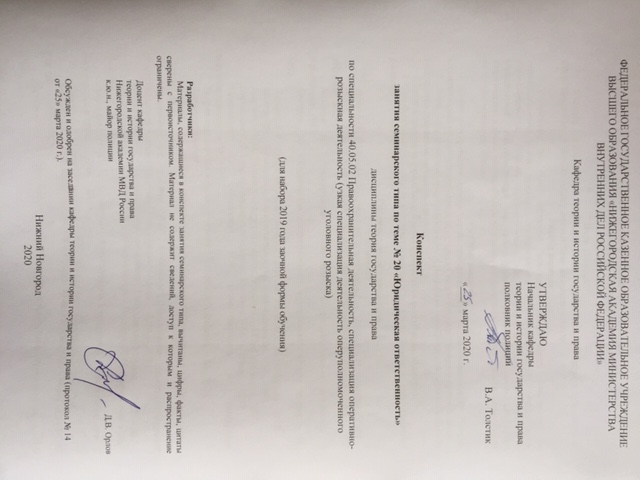 ФЕДЕРАЛЬНОЕ ГОСУДАРСТВЕННОЕ КАЗЕННОЕ ОБРАЗОВАТЕЛЬНОЕ УЧРЕЖДЕНИЕ
ВЫСШЕГО ОБРАЗОВАНИЯ «НИЖЕГОРОДСКАЯ АКАДЕМИЯ МИНИСТЕРСТВА
ВНУТРЕННИХ ДЕЛ РОССИЙСКОЙ ФЕДЕРАЦИИ»
Кафедра теории и истории государства и права
УТВЕРЖДАЮ
Начальник кафедры
теории и истории государства и права
полковник полиции
В.А. Толстик
«25» марта 2020 г.
Конспект
занятия семинарского типа по теме № 20 «Юридическая ответственность»
дисциплины теория государства и права
по специальности 40.05.02 Правоохранительная деятельность, специализация оперативно-
розыскная деятельность (узкая специализация деятельность оперуполномоченного
уголовного розыска)
(для набора 2019 года заочной формы обучения)
Разработчики:
Материалы, содержащиеся в конспекте занятия семинарского типа, вычитаны, цифры, факты, цитаты
сверены с первоисточником. Материал не содержит сведений, доступ к которым и распространение
ограничены.
Доцент кафедры
теории и истории государства и права
Нижегородской академии МВД России
к.ю.н., майор полиции
Д.В. Орлов
Обсужден и одобрен на заседании кафедры теории и истории государства и права (протокол № 14
от «25» марта 2020 г.).
Нижний Новгород
2020